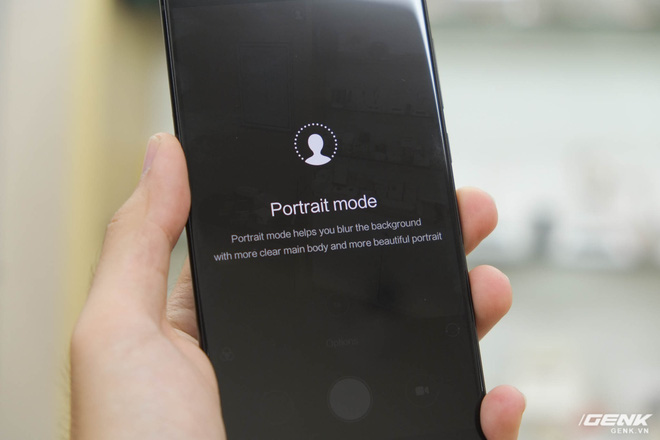 Portrait mode
Portrait mode helps you blur the background
with more clear main body and more beautiful portrait
GENK
GENK.VN